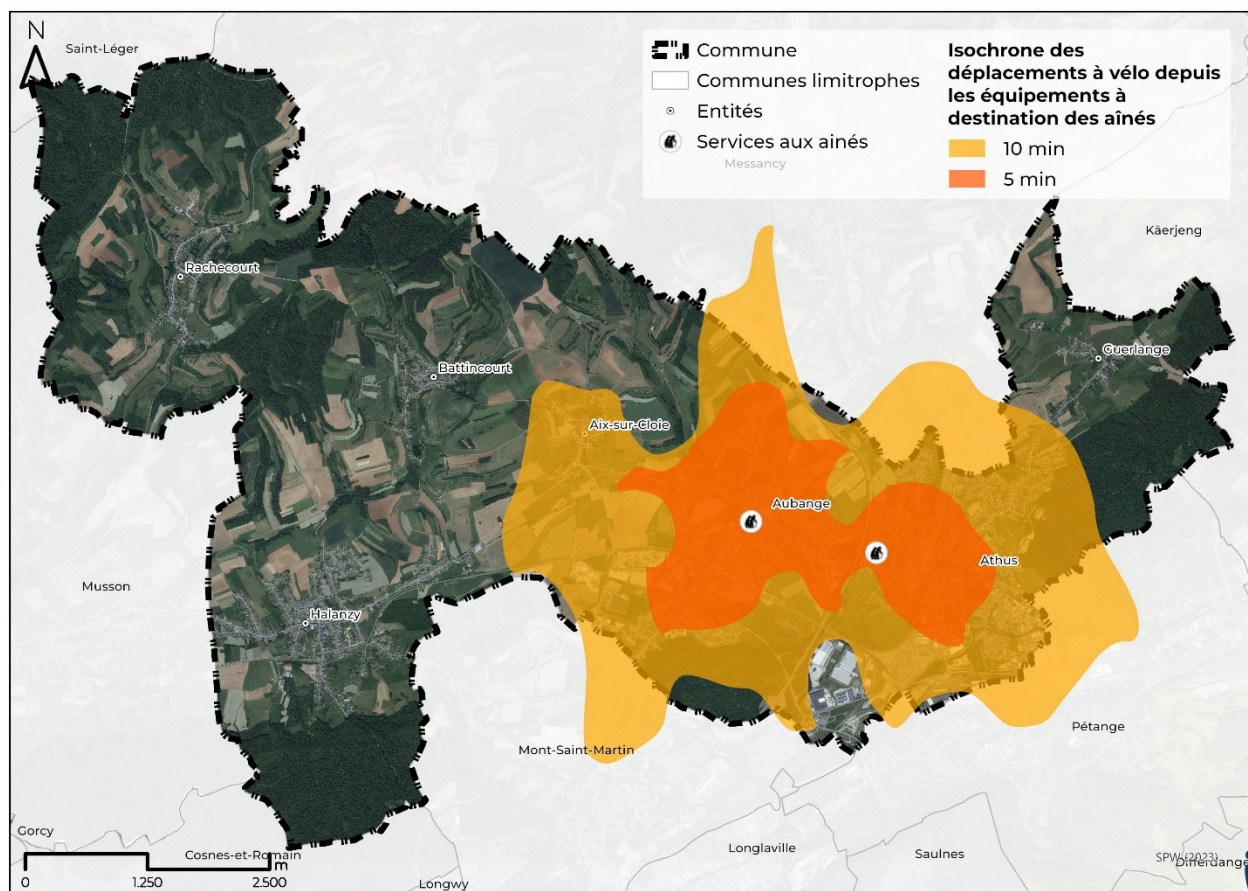 N
Saint-Léger
Commune
Communes limitrophes
Entités
Services aux ainés
Messancy
Isochrone des
déplacements à vélo depuis
les équipements à
destination des aînés
10 min
5 min
Käerjeng
Rachecourt
Guerlange
Battincourt
Aix-sur-Cloie
Aubange
Athus
Musson
Halanzy
Pétange
Mont-Saint-Martin
Gorcy
Cosnes-et-Romain
Longlaville
Saulnes
SPW (2023)
Differdange
m
0
1.250
2.500
Longwy